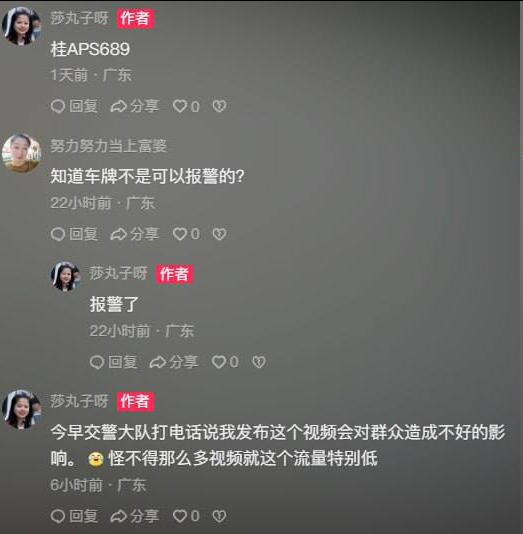 莎丸子呀 作者
桂APS689
1天前·广东
回复 分享 0
努力努力当上富婆
知道车牌不是可以报警的?
22小时前·广东
回复 分享 0
莎丸子呀 作者
报警了
22小时前·广东
回复 分享 0
莎丸子呀 作者
今早交警大队打电话说我发布这个视频会对群众造成不好的影
响。😂怪不得那么多视频就这个流量特别低
6小时前·广东
回复 分享 0